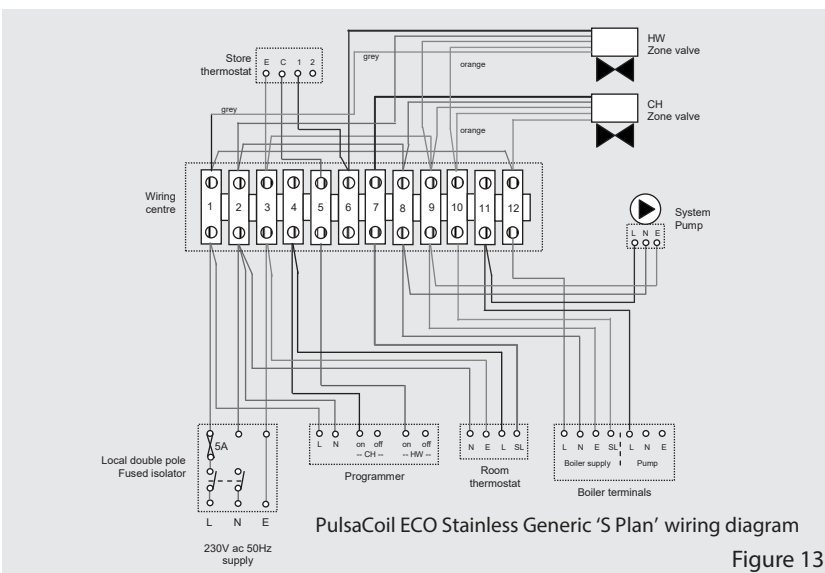 HW
Zone valve
grey
orange
Store
thermostat
E C 1 2
CH
Zone valve
grey
orange
Wiring
centre
1 2 3 4 5 6 7 8 9 10 11 12
System
Pump
L N E
Local double pole
Fused isolator
5A
L N E
230V ac 50Hz
supply
L N on off on off
-- CH -- -- HW --
Programmer
N E L SL
Room
thermostat
L N E SL L N E
Boiler supply Pump
Boiler terminals
PulsaCoil ECO Stainless Generic ‘S Plan’ wiring diagram
Figure 13